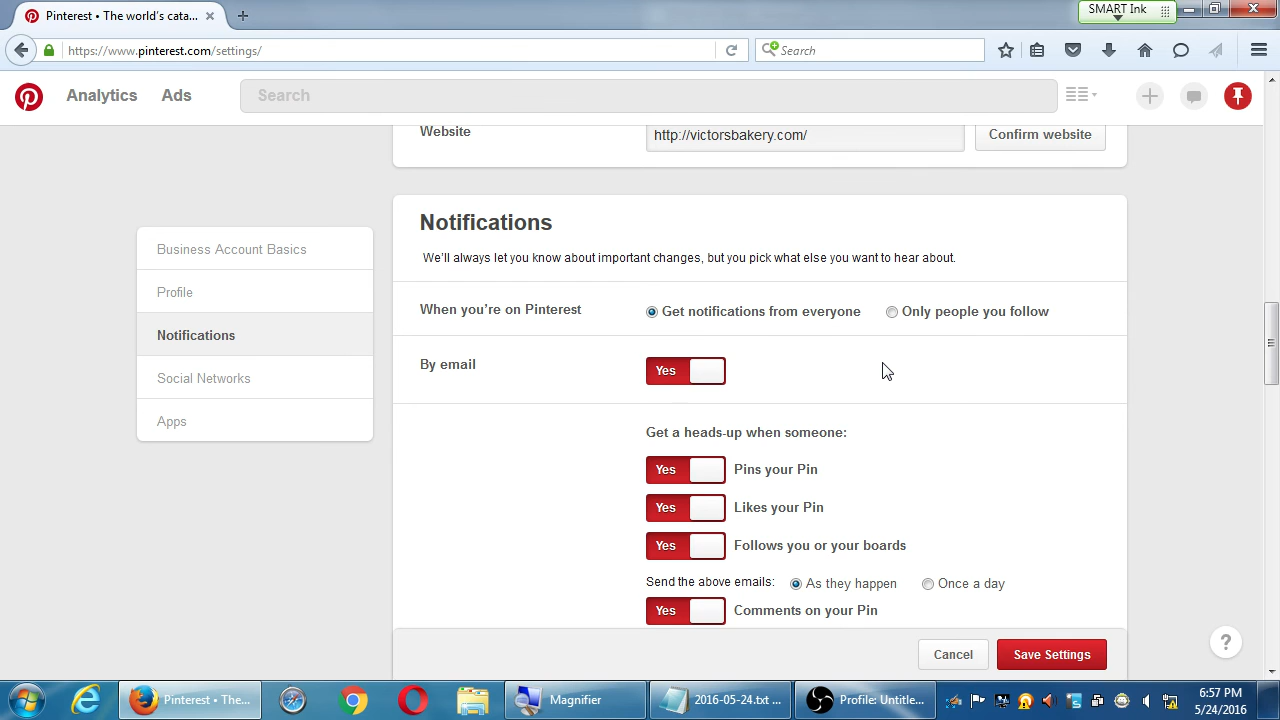 Pinterest • The world's cata...
SMART Ink
https://www.pinterest.com/settings/
Search
Analytics
Ads
Search
Website
http://victorsbakery.com/
Confirm website
Notifications
We'll always let you know about important changes, but you pick what else you want to hear about.
Business Account Basics
Profile
Notifications
Social Networks
Apps
When you're on Pinterest
Get notifications from everyone
Only people you follow
By email
Yes
Get a heads-up when someone:
Yes Pins your Pin
Yes Likes your Pin
Yes Follows you or your boards
Send the above emails: As they happen Once a day
Yes Comments on your Pin
Cancel
Save Settings
?
Pinterest • The...
Magnifier
2016-05-24.txt ...
Profile: Untitle...
6:57 PM
5/24/2016